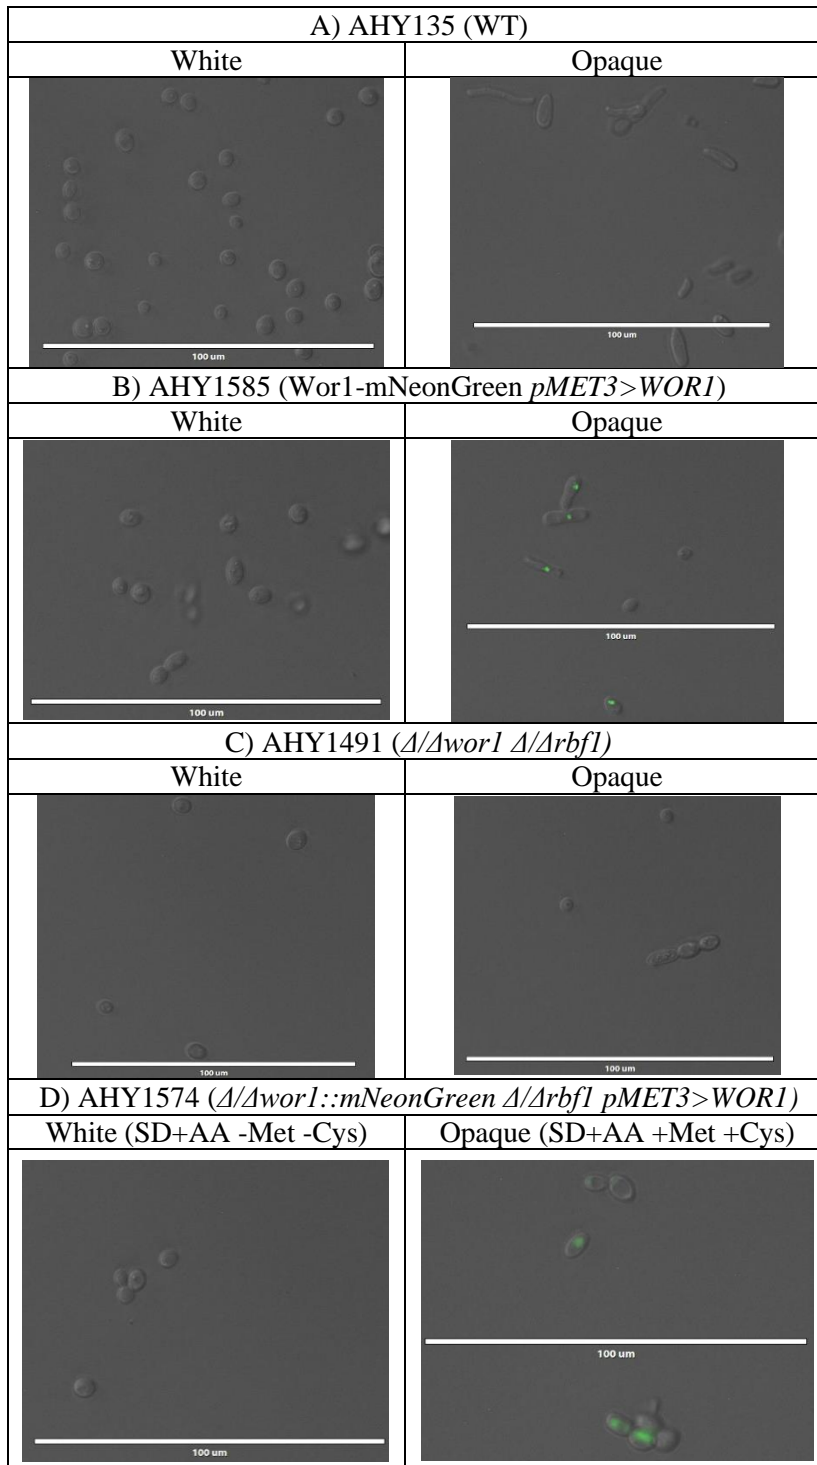 A) AHY135 (WT)
White Opaque
100 um
100 um
B) AHY1585 (Wor1-mNeonGreen pMET3>WOR1)
White Opaque
100 um
100 um
C) AHY1491 (Δ/Δwor1 Δ/Δrbf1)
White Opaque
100 um
100 um
D) AHY1574 (Δ/Δwor1::mNeonGreen Δ/Δrbf1 pMET3>WOR1)
White (SD+AA -Met -Cys) Opaque (SD+AA +Met +Cys)
100 um
100 um